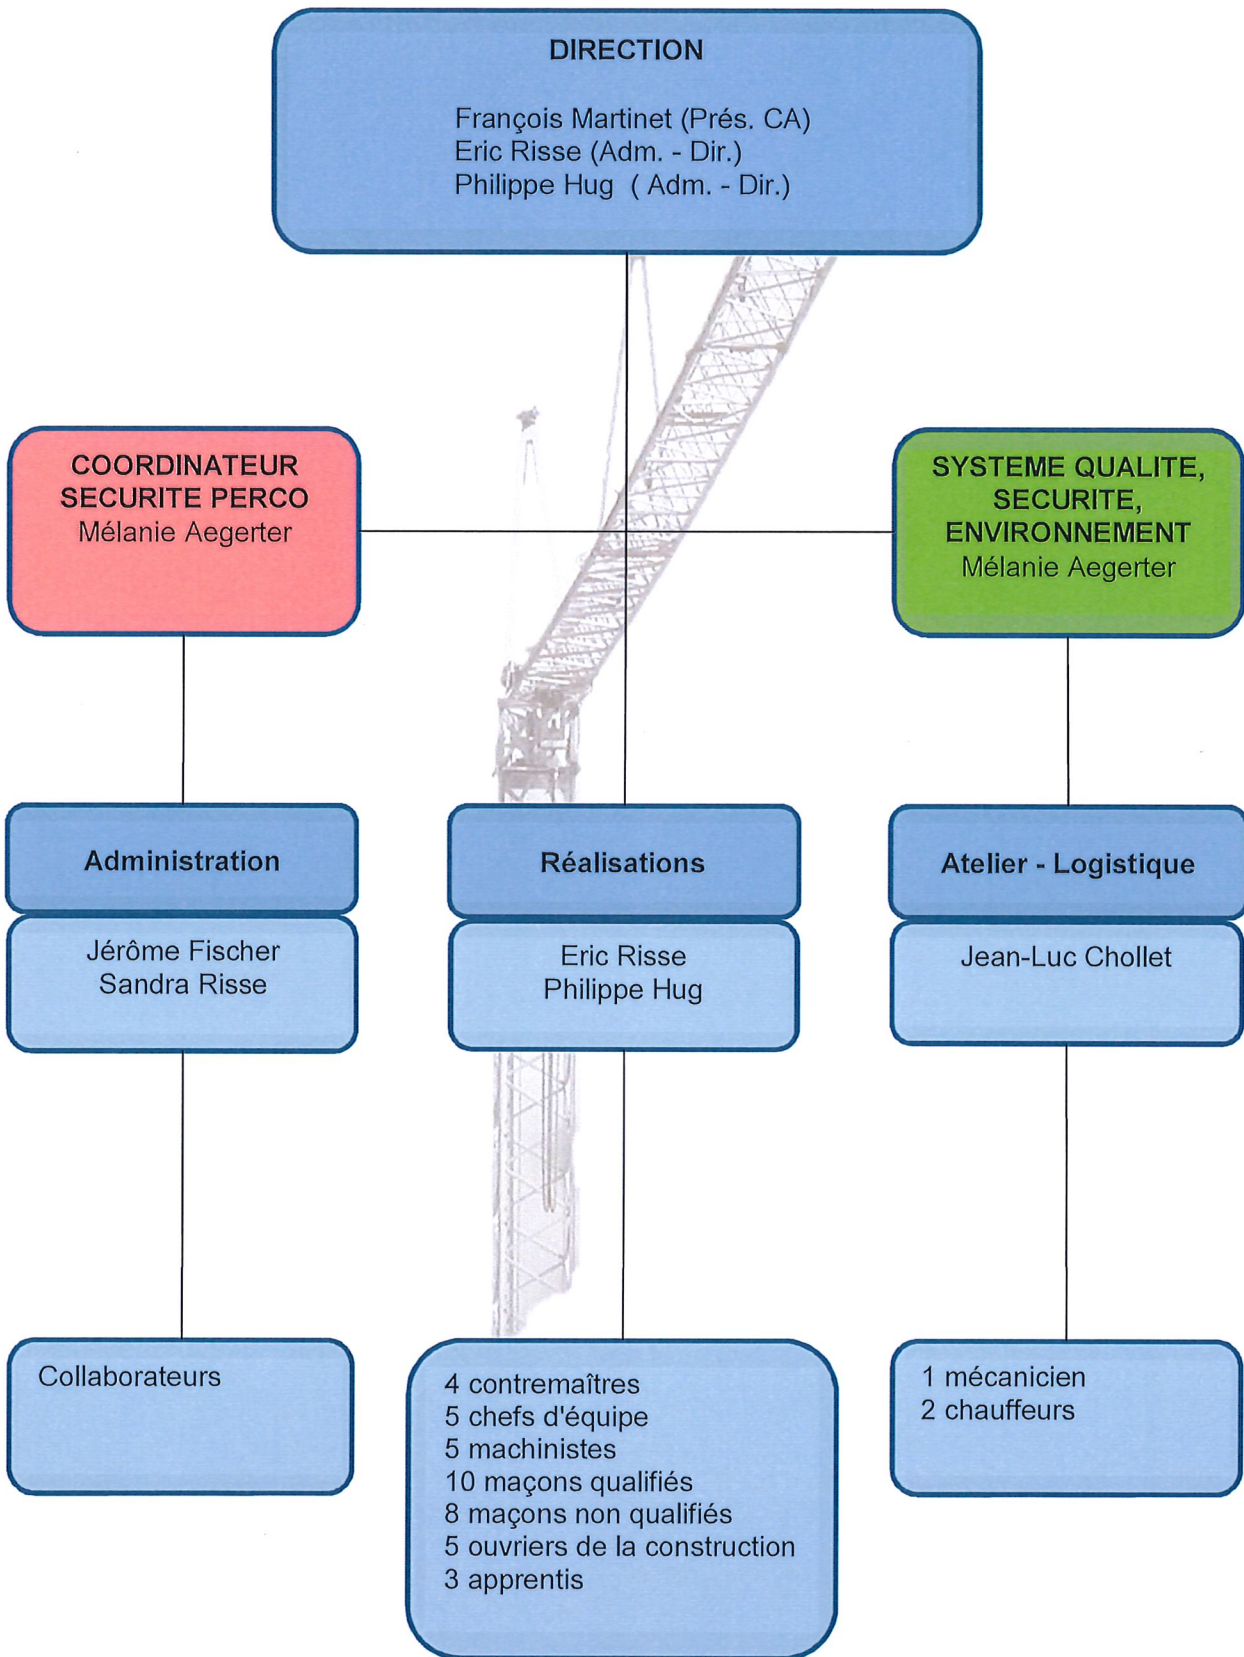 DIRECTION
François Martinet (Prés. CA)
Eric Risse (Adm. - Dir.)
Philippe Hug  ( Adm. - Dir.)
COORDINATEUR
SECURITE PERCO
Mélanie Aegerter
SYSTEME QUALITE,
SECURITE,
ENVIRONNEMENT
Mélanie Aegerter
Administration
Jérôme Fischer
Sandra Risse
Réalisations
Eric Risse
Philippe Hug
Atelier - Logistique
Jean-Luc Chollet
Collaborateurs
4 contremaîtres
5 chefs d'équipe
5 machinistes
10 maçons qualifiés
8 maçons non qualifiés
5 ouvriers de la construction
3 apprentis
1 mécanicien
2 chauffeurs